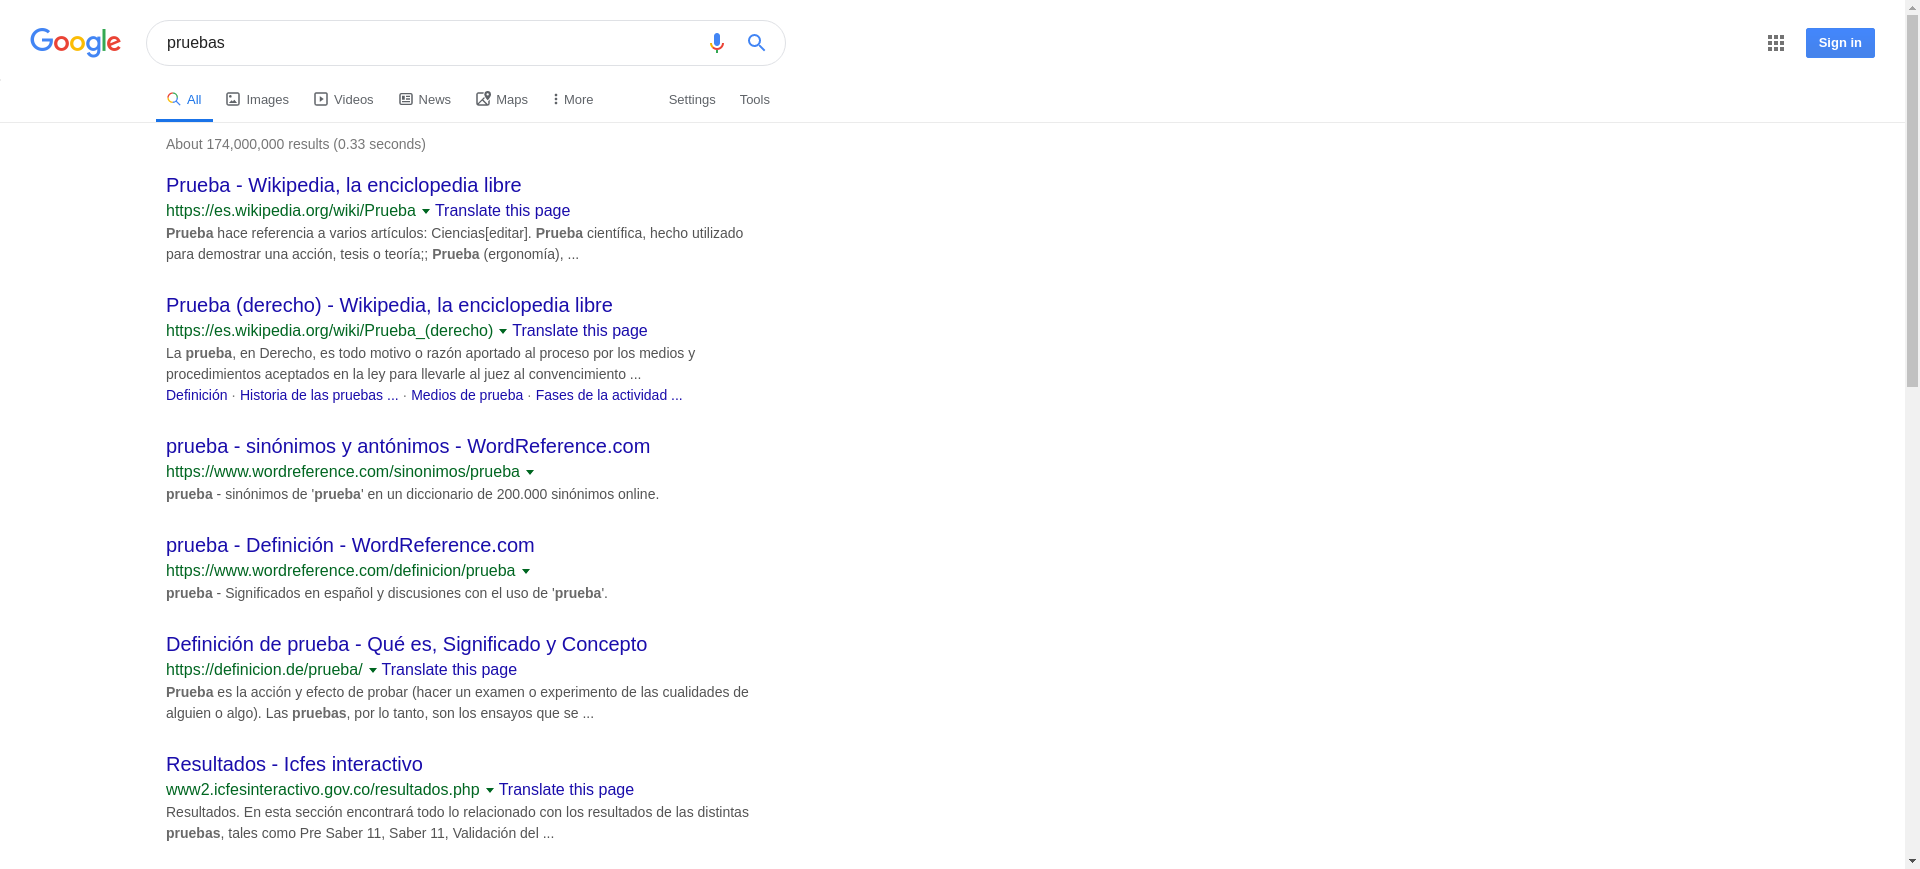 Google
pruebas
Sign in
All Images Videos News Maps More Settings Tools
About 174,000,000 results (0.33 seconds)
Prueba - Wikipedia, la enciclopedia libre
https://es.wikipedia.org/wiki/Prueba Translate this page
Prueba hace referencia a varios artículos: Ciencias[editar]. Prueba científica, hecho utilizado
para demostrar una acción, tesis o teoría;; Prueba (ergonomía), ...
Prueba (derecho) - Wikipedia, la enciclopedia libre
https://es.wikipedia.org/wiki/Prueba_(derecho) Translate this page
La prueba, en Derecho, es todo motivo o razón aportado al proceso por los medios y
procedimientos aceptados en la ley para llevarle al juez al convencimiento ...
Definición · Historia de las pruebas ... · Medios de prueba · Fases de la actividad ...
prueba - sinónimos y antónimos - WordReference.com
https://www.wordreference.com/sinonimos/prueba
prueba - sinónimos de 'prueba' en un diccionario de 200.000 sinónimos online.
prueba - Definición - WordReference.com
https://www.wordreference.com/definicion/prueba
prueba - Significados en español y discusiones con el uso de 'prueba'.
Definición de prueba - Qué es, Significado y Concepto
https://definicion.de/prueba/ Translate this page
Prueba es la acción y efecto de probar (hacer un examen o experimento de las cualidades de
alguien o algo). Las pruebas, por lo tanto, son los ensayos que se ...
Resultados - Icfes interactivo
www2.icfesinteractivo.gov.co/resultados.php Translate this page
Resultados. En esta sección encontrará todo lo relacionado con los resultados de las distintas
pruebas, tales como Pre Saber 11, Saber 11, Validación del ...